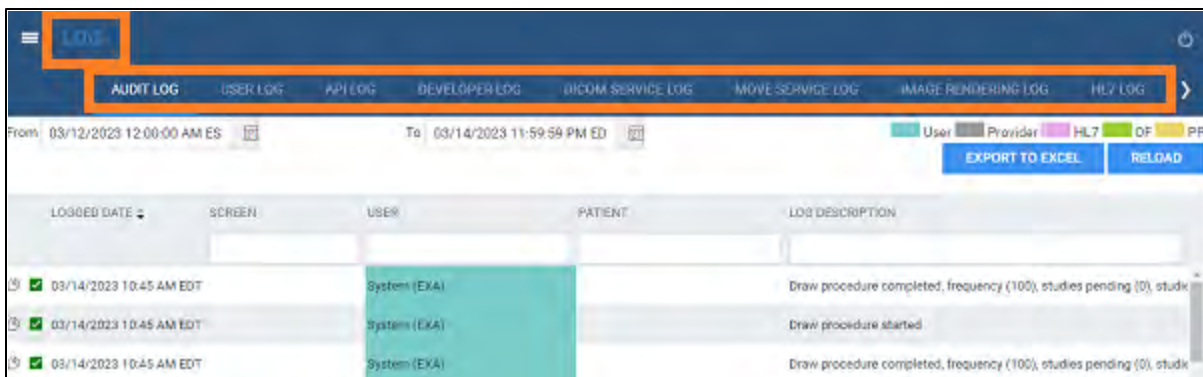 LOG
AUDIT LOG USER LOG API LOG DEVELOPER LOG DICOM SERVICE LOG MOVE SERVICE LOG IMAGE RENDERING LOG HL7 LOG
From 03/12/2023 12:00:00 AM ES To 03/14/2023 11:59:59 PM ED User Provider HL7 OF PF
EXPORT TO EXCEL RELOAD
LOGGED DATE SCREEN USER PATIENT LOG DESCRIPTION
03/14/2023 10:45 AM EDT System (EXA) Draw procedure completed, frequency (100), studies pending (0), studie
03/14/2023 10:45 AM EDT System (EXA) Draw procedure started.
03/14/2023 10:45 AM EDT System (EXA) Draw procedure completed, frequency (100), studies pending (0), studie